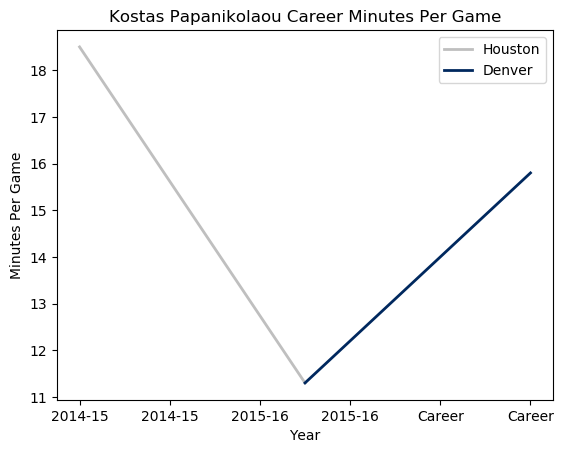 Kostas Papanikolaou Career Minutes Per Game
Houston
Denver
18
17
16
15
14
13
12
11
Minutes Per Game
2014-15 2014-15 2015-16 2015-16 Career Career
Year